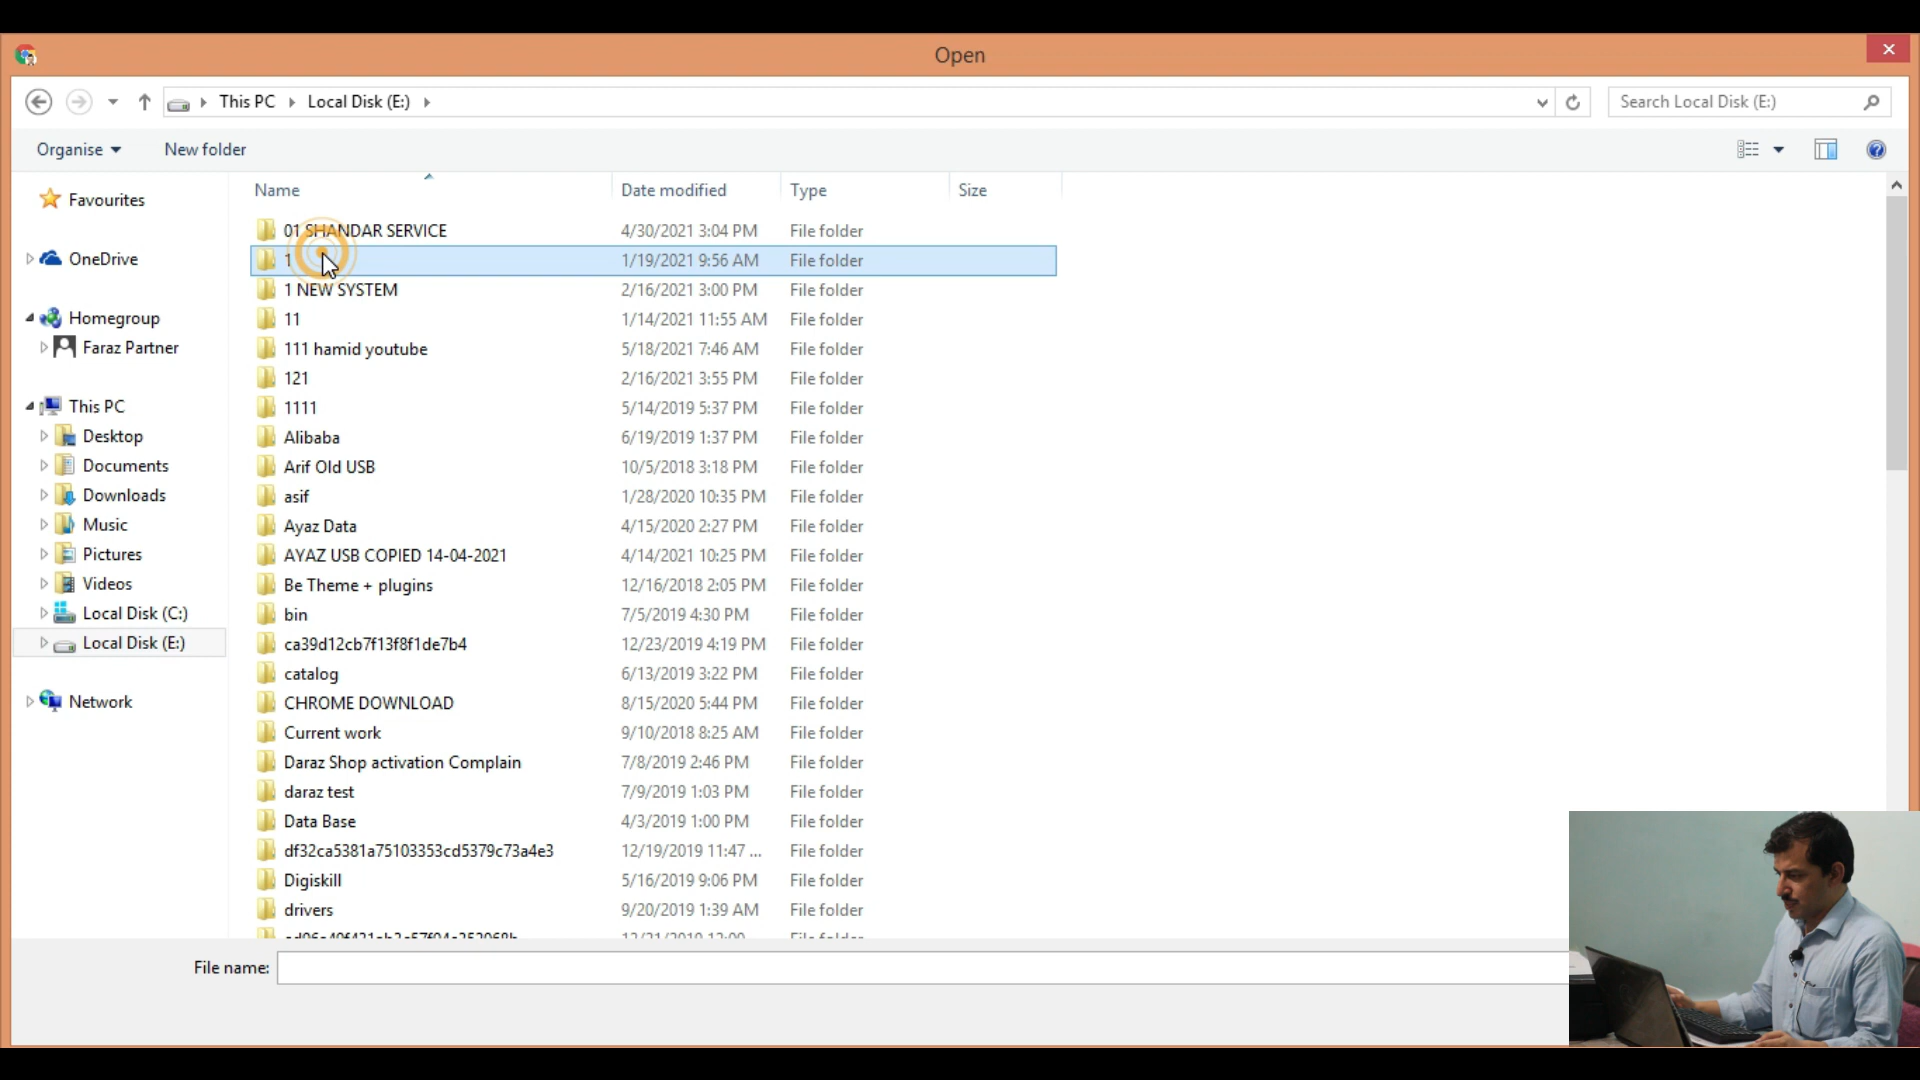 Open
This PC Local Disk (E:)
Search Local Disk (E:)
Organise New folder
Name Date modified Type Size
Favourites
OneDrive
Homegroup
Faraz Partner
This PC
Desktop
Documents
Downloads
Music
Pictures
Videos
Local Disk (C:)
Local Disk (E:)
Network
01 SHANDAR SERVICE 4/30/2021 3:04 PM File folder
1 1/19/2021 9:56 AM File folder
1 NEW SYSTEM 2/16/2021 3:00 PM File folder
11 1/14/2021 11:55 AM File folder
111 hamid youtube 5/18/2021 7:46 AM File folder
121 2/16/2021 3:55 PM File folder
1111 5/14/2019 5:37 PM File folder
Alibaba 6/19/2019 1:37 PM File folder
Arif Old USB 10/5/2018 3:18 PM File folder
asif 1/28/2020 10:35 PM File folder
Ayaz Data 4/15/2020 2:27 PM File folder
AYAZ USB COPIED 14-04-2021 4/14/2021 10:25 PM File folder
Be Theme + plugins 12/16/2018 2:05 PM File folder
bin 7/5/2019 4:30 PM File folder
ca39d12cb7f13f8f1de7b4 12/23/2019 4:19 PM File folder
catalog 6/13/2019 3:22 PM File folder
CHROME DOWNLOAD 8/15/2020 5:44 PM File folder
Current work 9/10/2018 8:25 AM File folder
Daraz Shop activation Complain 7/8/2019 2:46 PM File folder
daraz test 7/9/2019 1:03 PM File folder
Data Base 4/3/2019 1:00 PM File folder
df32ca5381a75103353cd5379c73a4e3 12/19/2019 11:47 ... File folder
Digiskill 5/16/2019 9:06 PM File folder
drivers 9/20/2019 1:39 AM File folder
File name: